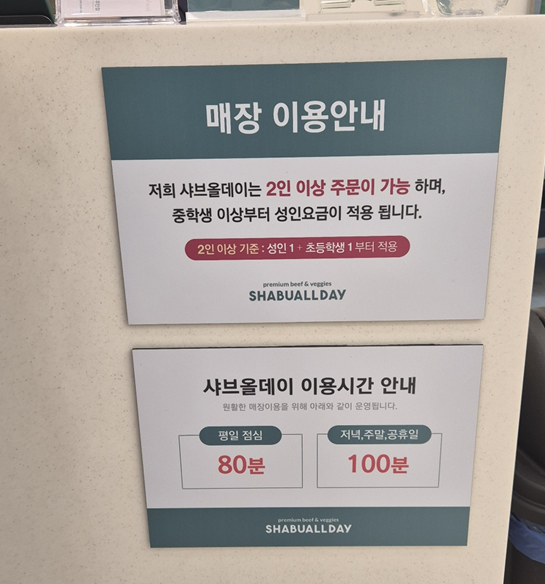 매장 이용안내
저희 샤브올데이는 2인 이상 주문이 가능 하며,
중학생 이상부터 성인요금이 적용 됩니다.
2인 이상 기준 : 성인 1 + 초등학생 1 부터 적용
premium beef & veggies
SHABUALLDAY
샤브올데이 이용시간 안내
원활한 매장이용을 위해 아래와 같이 운영됩니다.
평일 점심
80분
저녁,주말,공휴일
100분
premium beef & veggies
SHABUALLDAY